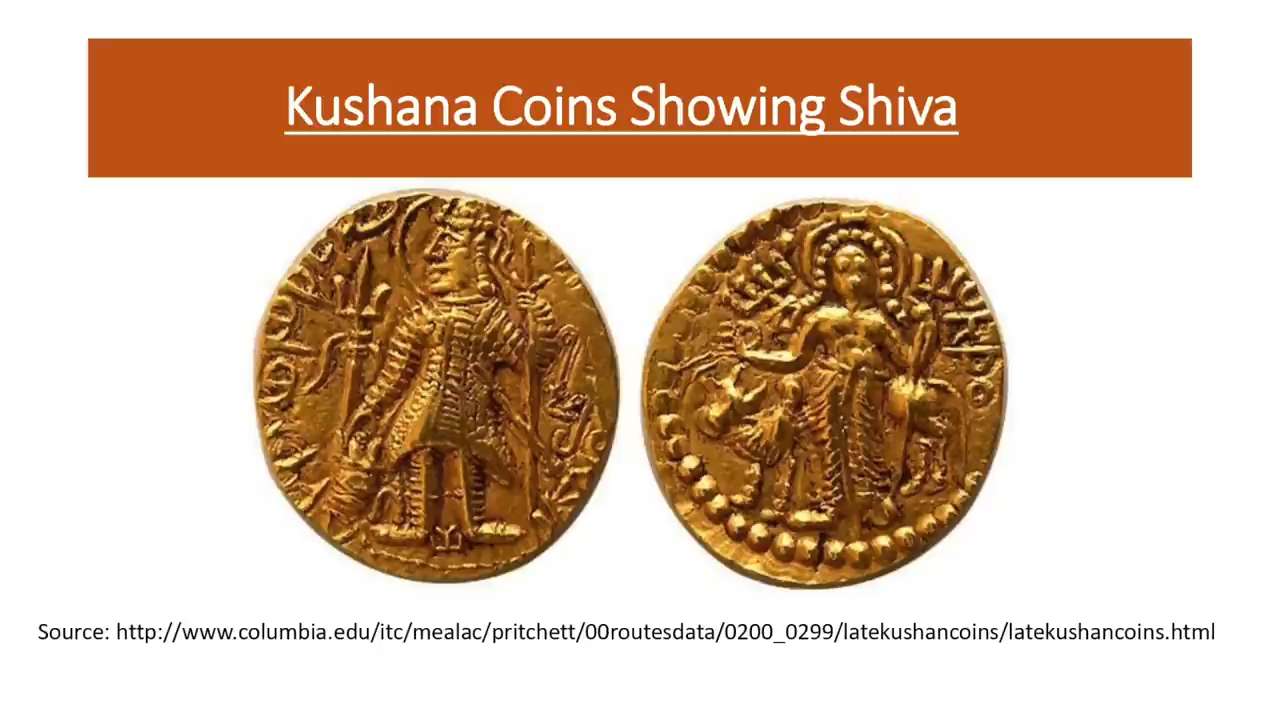 Kushana Coins Showing Shiva
Source: http://www.columbia.edu/itc/mealac/pritchett/00routesdata/0200_0299/latekushancoins/latekushancoins.html